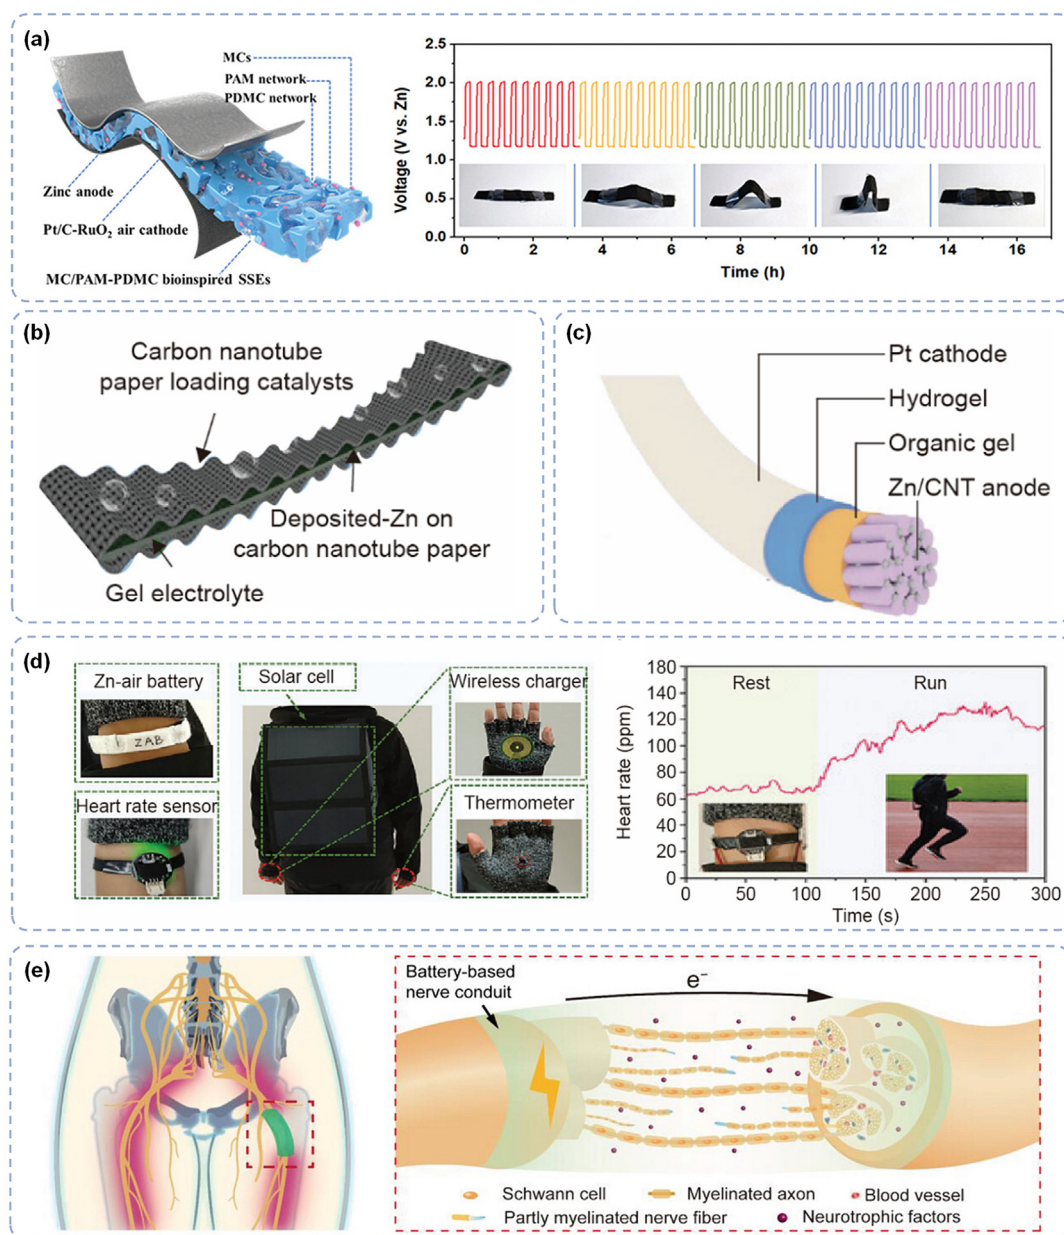 (a)
MCs
PAM network
PDMC network
Zinc anode
Pt/C-RuO₂ air cathode
MC/PAM-PDMC bioinspired SSEs
Voltage (V vs. Zn)
2.5
2.0
1.5
1.0
0.5
0.0
0 2 4 6 8 10 12 14 16
Time (h)
(b)
Carbon nanotube
paper loading catalysts
Deposited-Zn on
carbon nanotube paper
Gel electrolyte
(c)
Pt cathode
Hydrogel
Organic gel
Zn/CNT anode
(d)
Zn-air battery
ZAB
Heart rate sensor
Solar cell
Wireless charger
Thermometer
Heart rate (ppm)
180
160
140
120
100
80
60
40
20
0
Rest
Run
0 50 100 150 200 250 300
Time (s)
(e)
Battery-based
nerve conduit
e⁻
Schwann cell
Myelinated axon
Blood vessel
Partly myelinated nerve fiber
Neurotrophic factors